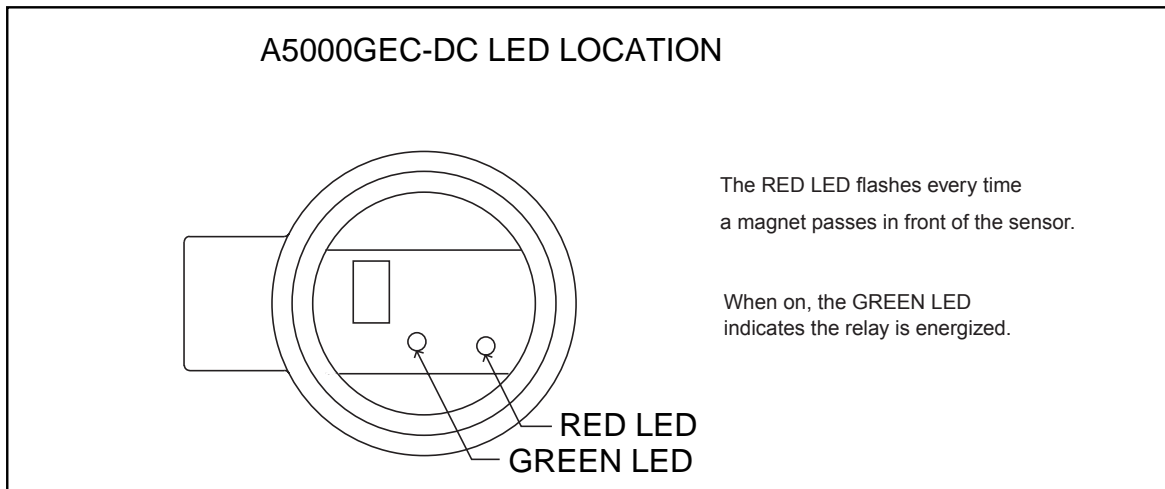 A5000GEC-DC LED LOCATION
The RED LED flashes every time
a magnet passes in front of the sensor.
When on, the GREEN LED
indicates the relay is energized.
RED LED
GREEN LED